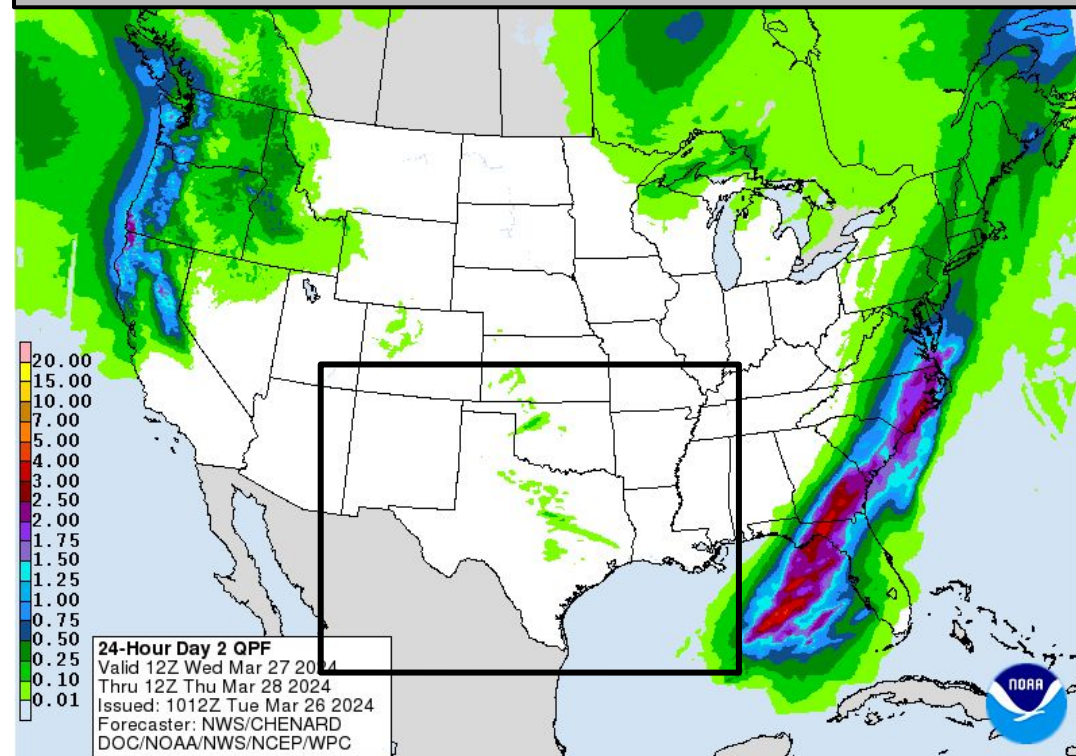 20.00
15.00
10.00
7.00
5.00
4.00
3.00
2.50
2.00
1.75
1.50
1.25
1.00
0.75
0.50
0.25
0.10
0.01
24-Hour Day 2 QPF
Valid 12Z Wed Mar 27 2024
Thru 12Z Thu Mar 28 2024
Issued: 1012Z Tue Mar 26 2024
Forecaster: NWS/CHENARD
DOC/NOAA/NWS/NCEP/WPC
NOAA